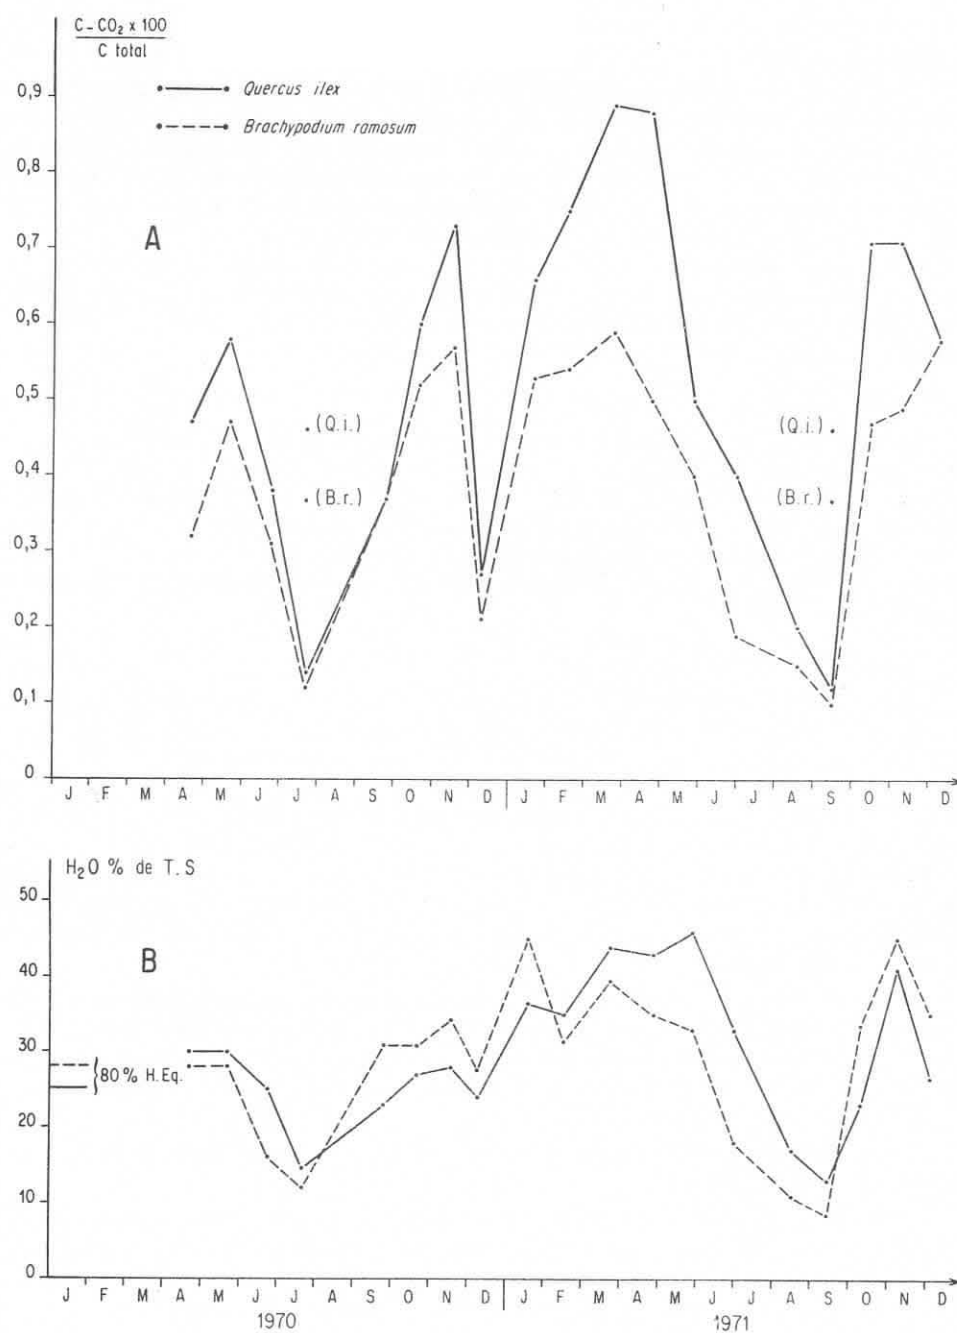 C - CO₂ x 100
C total
Quercus ilex
Brachypodium ramosum
0,9
0,8
A
0,7
0,6
0,5
(Q.i.) (Q.i.)
0,4
(B.r.) (B.r.)
0,3
0,2
0,1
0
J F M A M J J A S O N D J F M A M J J A S O N D
H₂O % de T.S
50
B
40
30
80% H.Eq.
20
10
0
J F M A M J J A S O N D J F M A M J J A S O N D
1970 1971